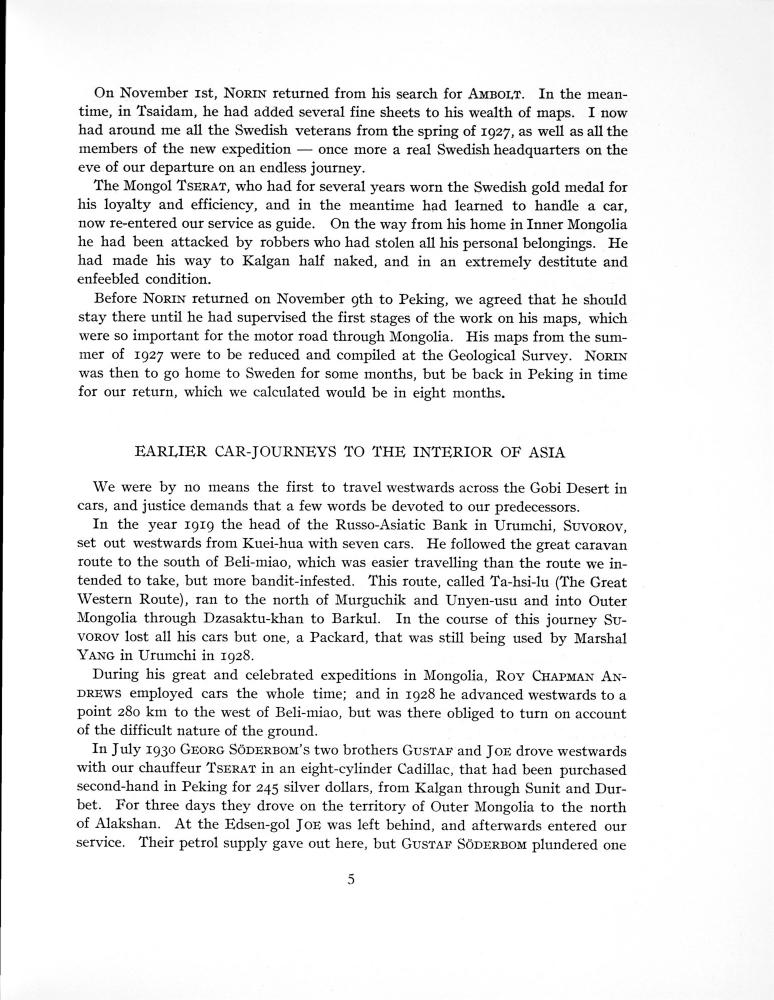 On November 1st, NORIN returned from his search for AMBOLT. In the mean-
time, in Tsaidam, he had added several fine sheets to his wealth of maps. I now
had around me all the Swedish veterans from the spring of 1927, as well as all the
members of the new expedition — once more a real Swedish headquarters on the
eve of our departure on an endless journey.
The Mongol TSERAT, who had for several years worn the Swedish gold medal for
his loyalty and efficiency, and in the meantime had learned to handle a car,
now re-entered our service as guide. On the way from his home in Inner Mongolia
he had been attacked by robbers who had stolen all his personal belongings. He
had made his way to Kalgan half naked, and in an extremely destitute and
enfeebled condition.
Before NORIN returned on November 9th to Peking, we agreed that he should
stay there until he had supervised the first stages of the work on his maps, which
were so important for the motor road through Mongolia. His maps from the sum-
mer of 1927 were to be reduced and compiled at the Geological Survey. NORIN
was then to go home to Sweden for some months, but be back in Peking in time
for our return, which we calculated would be in eight months.
EARLIER CAR-JOURNEYS TO THE INTERIOR OF ASIA
We were by no means the first to travel westwards across the Gobi Desert in
cars, and justice demands that a few words be devoted to our predecessors.
In the year 1919 the head of the Russo-Asiatic Bank in Urumchi, SUVOROV,
set out westwards from Kuei-hua with seven cars. He followed the great caravan
route to the south of Beli-miao, which was easier travelling than the route we in-
tended to take, but more bandit-infested. This route, called Ta-hsi-lu (The Great
Western Route), ran to the north of Murguchik and Unyen-usu and into Outer
Mongolia through Dzasaktu-khan to Barkul. In the course of this journey SU-
VOROV lost all his cars but one, a Packard, that was still being used by Marshal
YANG in Urumchi in 1928.
During his great and celebrated expeditions in Mongolia, ROY CHAPMAN AN-
DREWS employed cars the whole time; and in 1928 he advanced westwards to a
point 280 km to the west of Beli-miao, but was there obliged to turn on account
of the difficult nature of the ground.
In July 1930 GEORG SÖDERBOM'S two brothers GUSTAF and JOE drove westwards
with our chauffeur TSERAT in an eight-cylinder Cadillac, that had been purchased
second-hand in Peking for 245 silver dollars, from Kalgan through Sunit and Dur-
bet. For three days they drove on the territory of Outer Mongolia to the north
of Alakshan. At the Edsen-gol JOE was left behind, and afterwards entered our
service. Their petrol supply gave out here, but GUSTAF SÖDERBOM plundered one
5